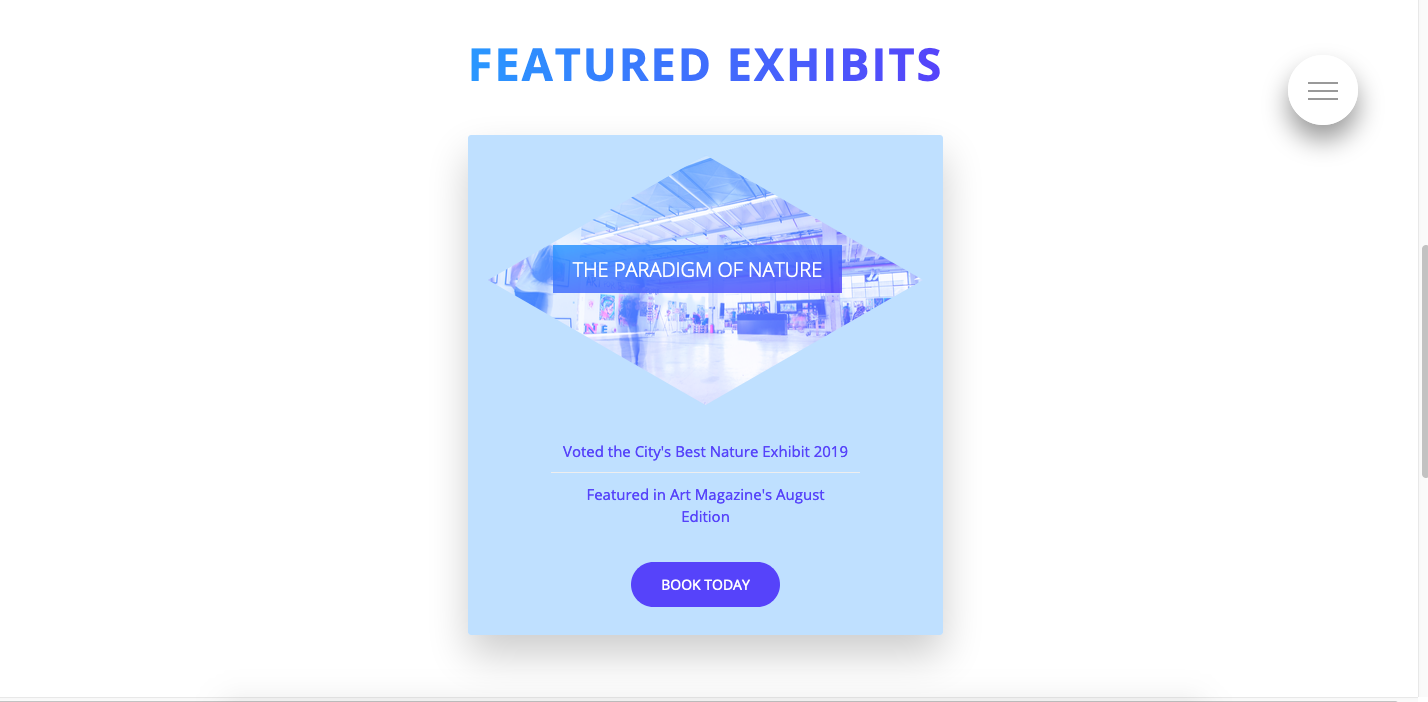 FEATURED EXHIBITS
THE PARADIGM OF NATURE
Voted the City's Best Nature Exhibit 2019
Featured in Art Magazine's August
Edition
BOOK TODAY